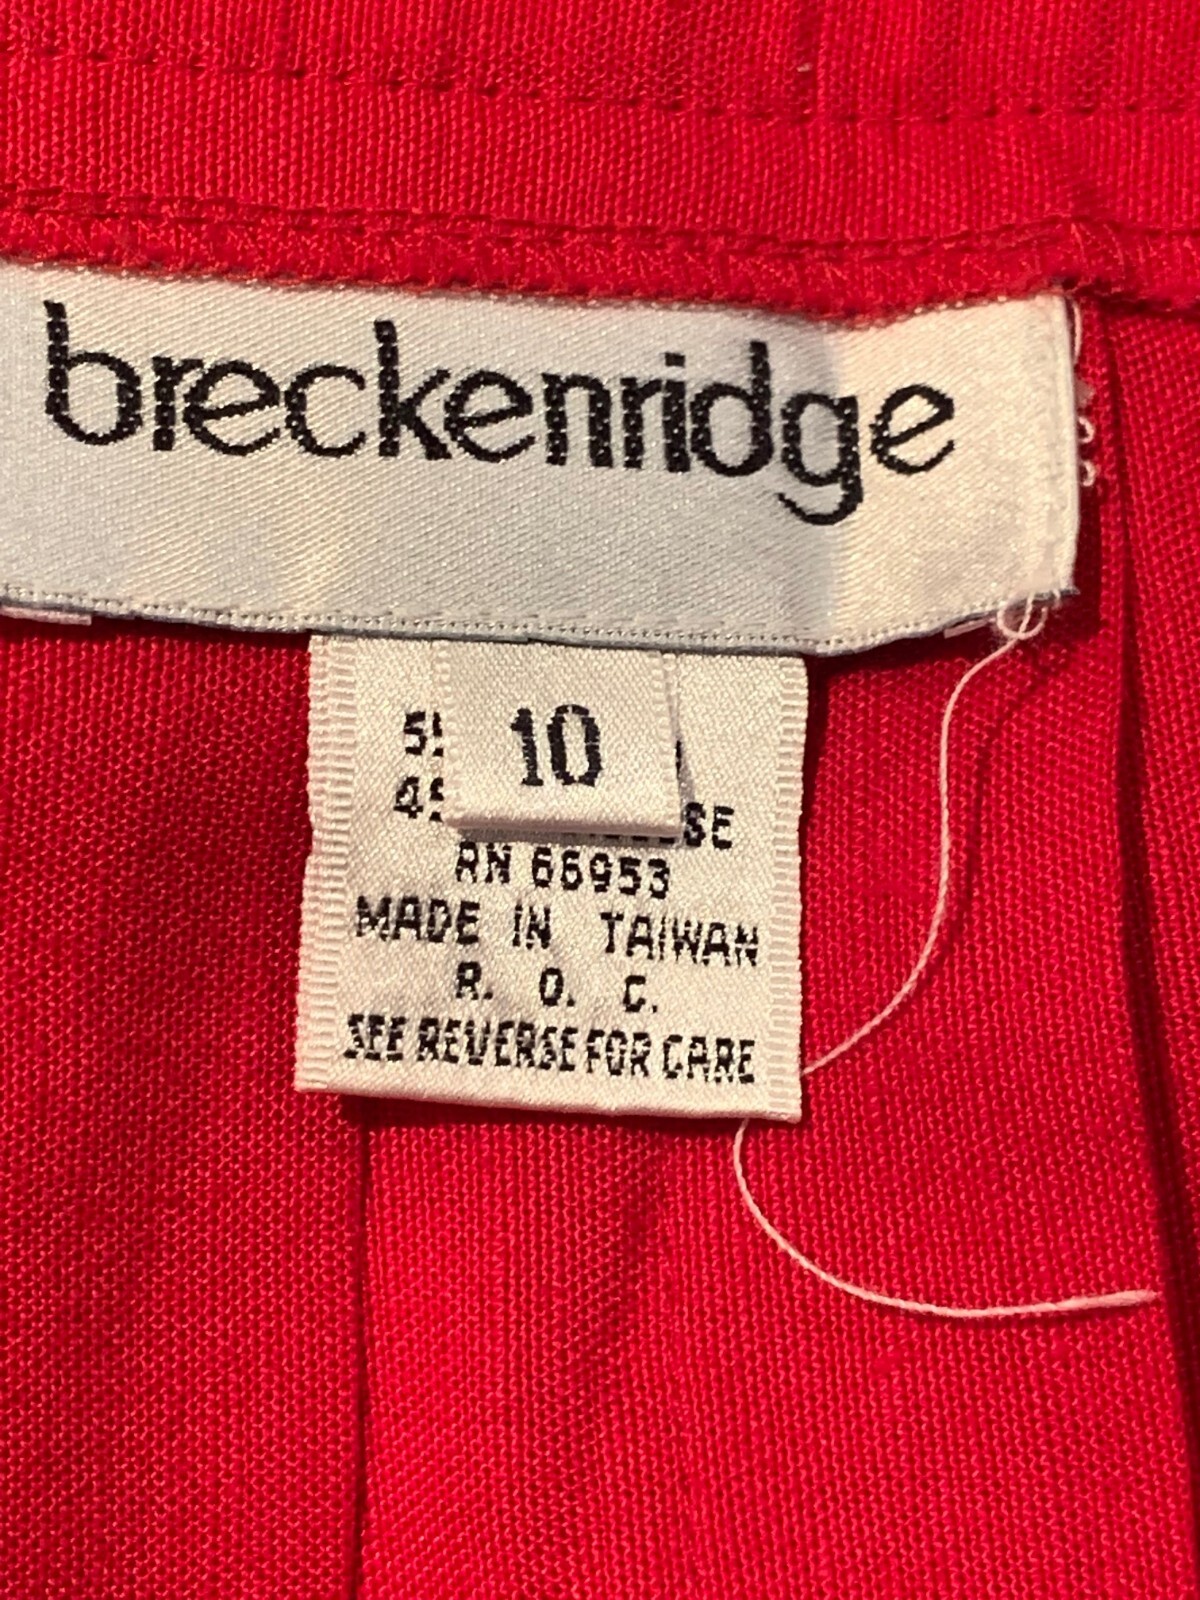 breckenridge
10
RN 66953
MADE IN TAIWAN
R. O. C.
SEE REVERSE FOR CARE